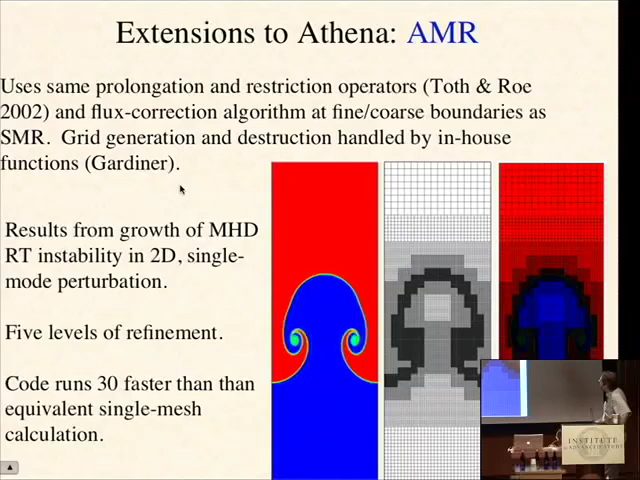 Extensions to Athena: AMR
Uses same prolongation and restriction operators (Toth & Roe
2002) and flux-correction algorithm at fine/coarse boundaries as
SMR. Grid generation and destruction handled by in-house
functions (Gardiner).
Results from growth of MHD
RT instability in 2D, single-
mode perturbation.
Five levels of refinement.
Code runs 30 faster than than
equivalent single-mesh
calculation.
INSTITUTE
ADVANCED STUDY